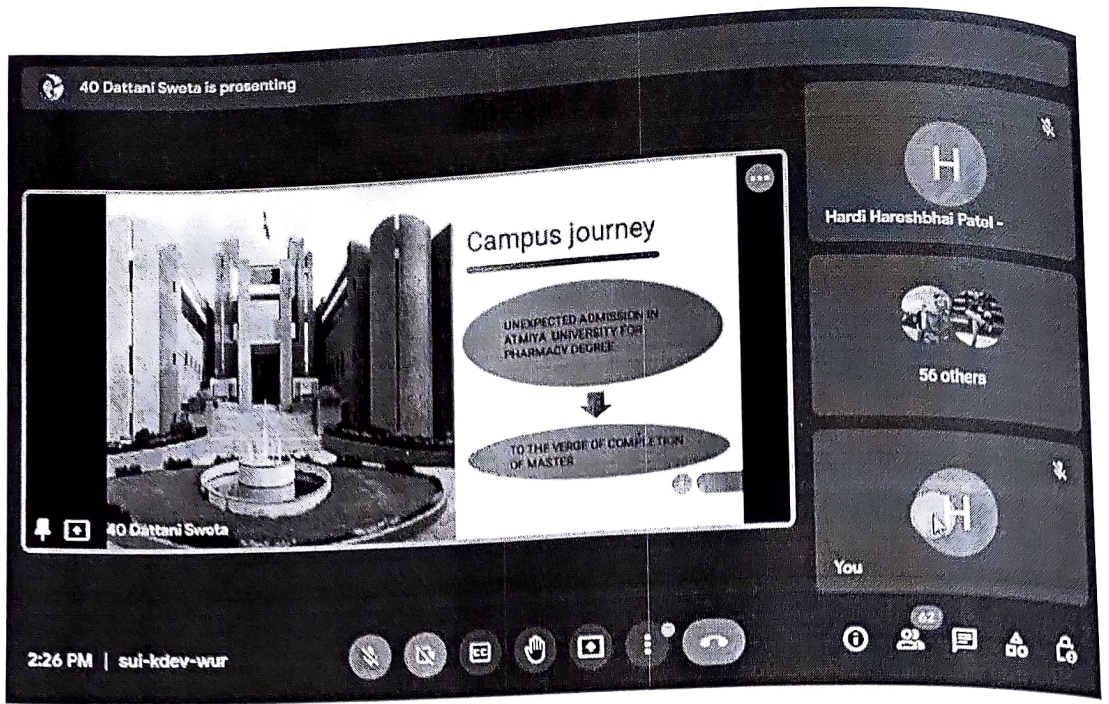 40 Dattani Sweta is presenting
Campus journey
UNEXPECTED ADMISSION IN
ATMIYA UNIVERSITY FOR
PHARMACY DEGREE
TO THE VERGE OF COMPLETION
OF MASTER
40 Dattani Sweta
H
Hardi Hareshbhai Patel -
56 others
H
You
2:26 PM | sui-kdev-wur
CC
62